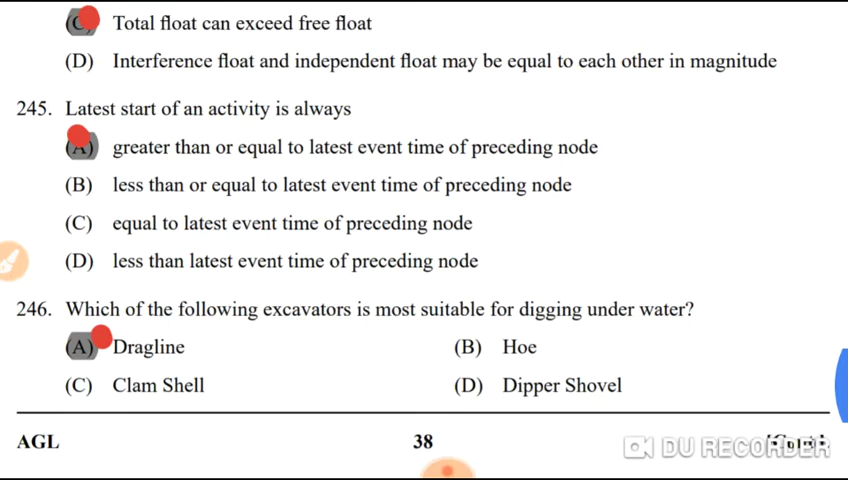 (C) Total float can exceed free float
(D) Interference float and independent float may be equal to each other in magnitude
245. Latest start of an activity is always
(A) greater than or equal to latest event time of preceding node
(B) less than or equal to latest event time of preceding node
(C) equal to latest event time of preceding node
(D) less than latest event time of preceding node
246. Which of the following excavators is most suitable for digging under water?
(A) Dragline (B) Hoe
(C) Clam Shell (D) Dipper Shovel
AGL 38
DU RECORDER